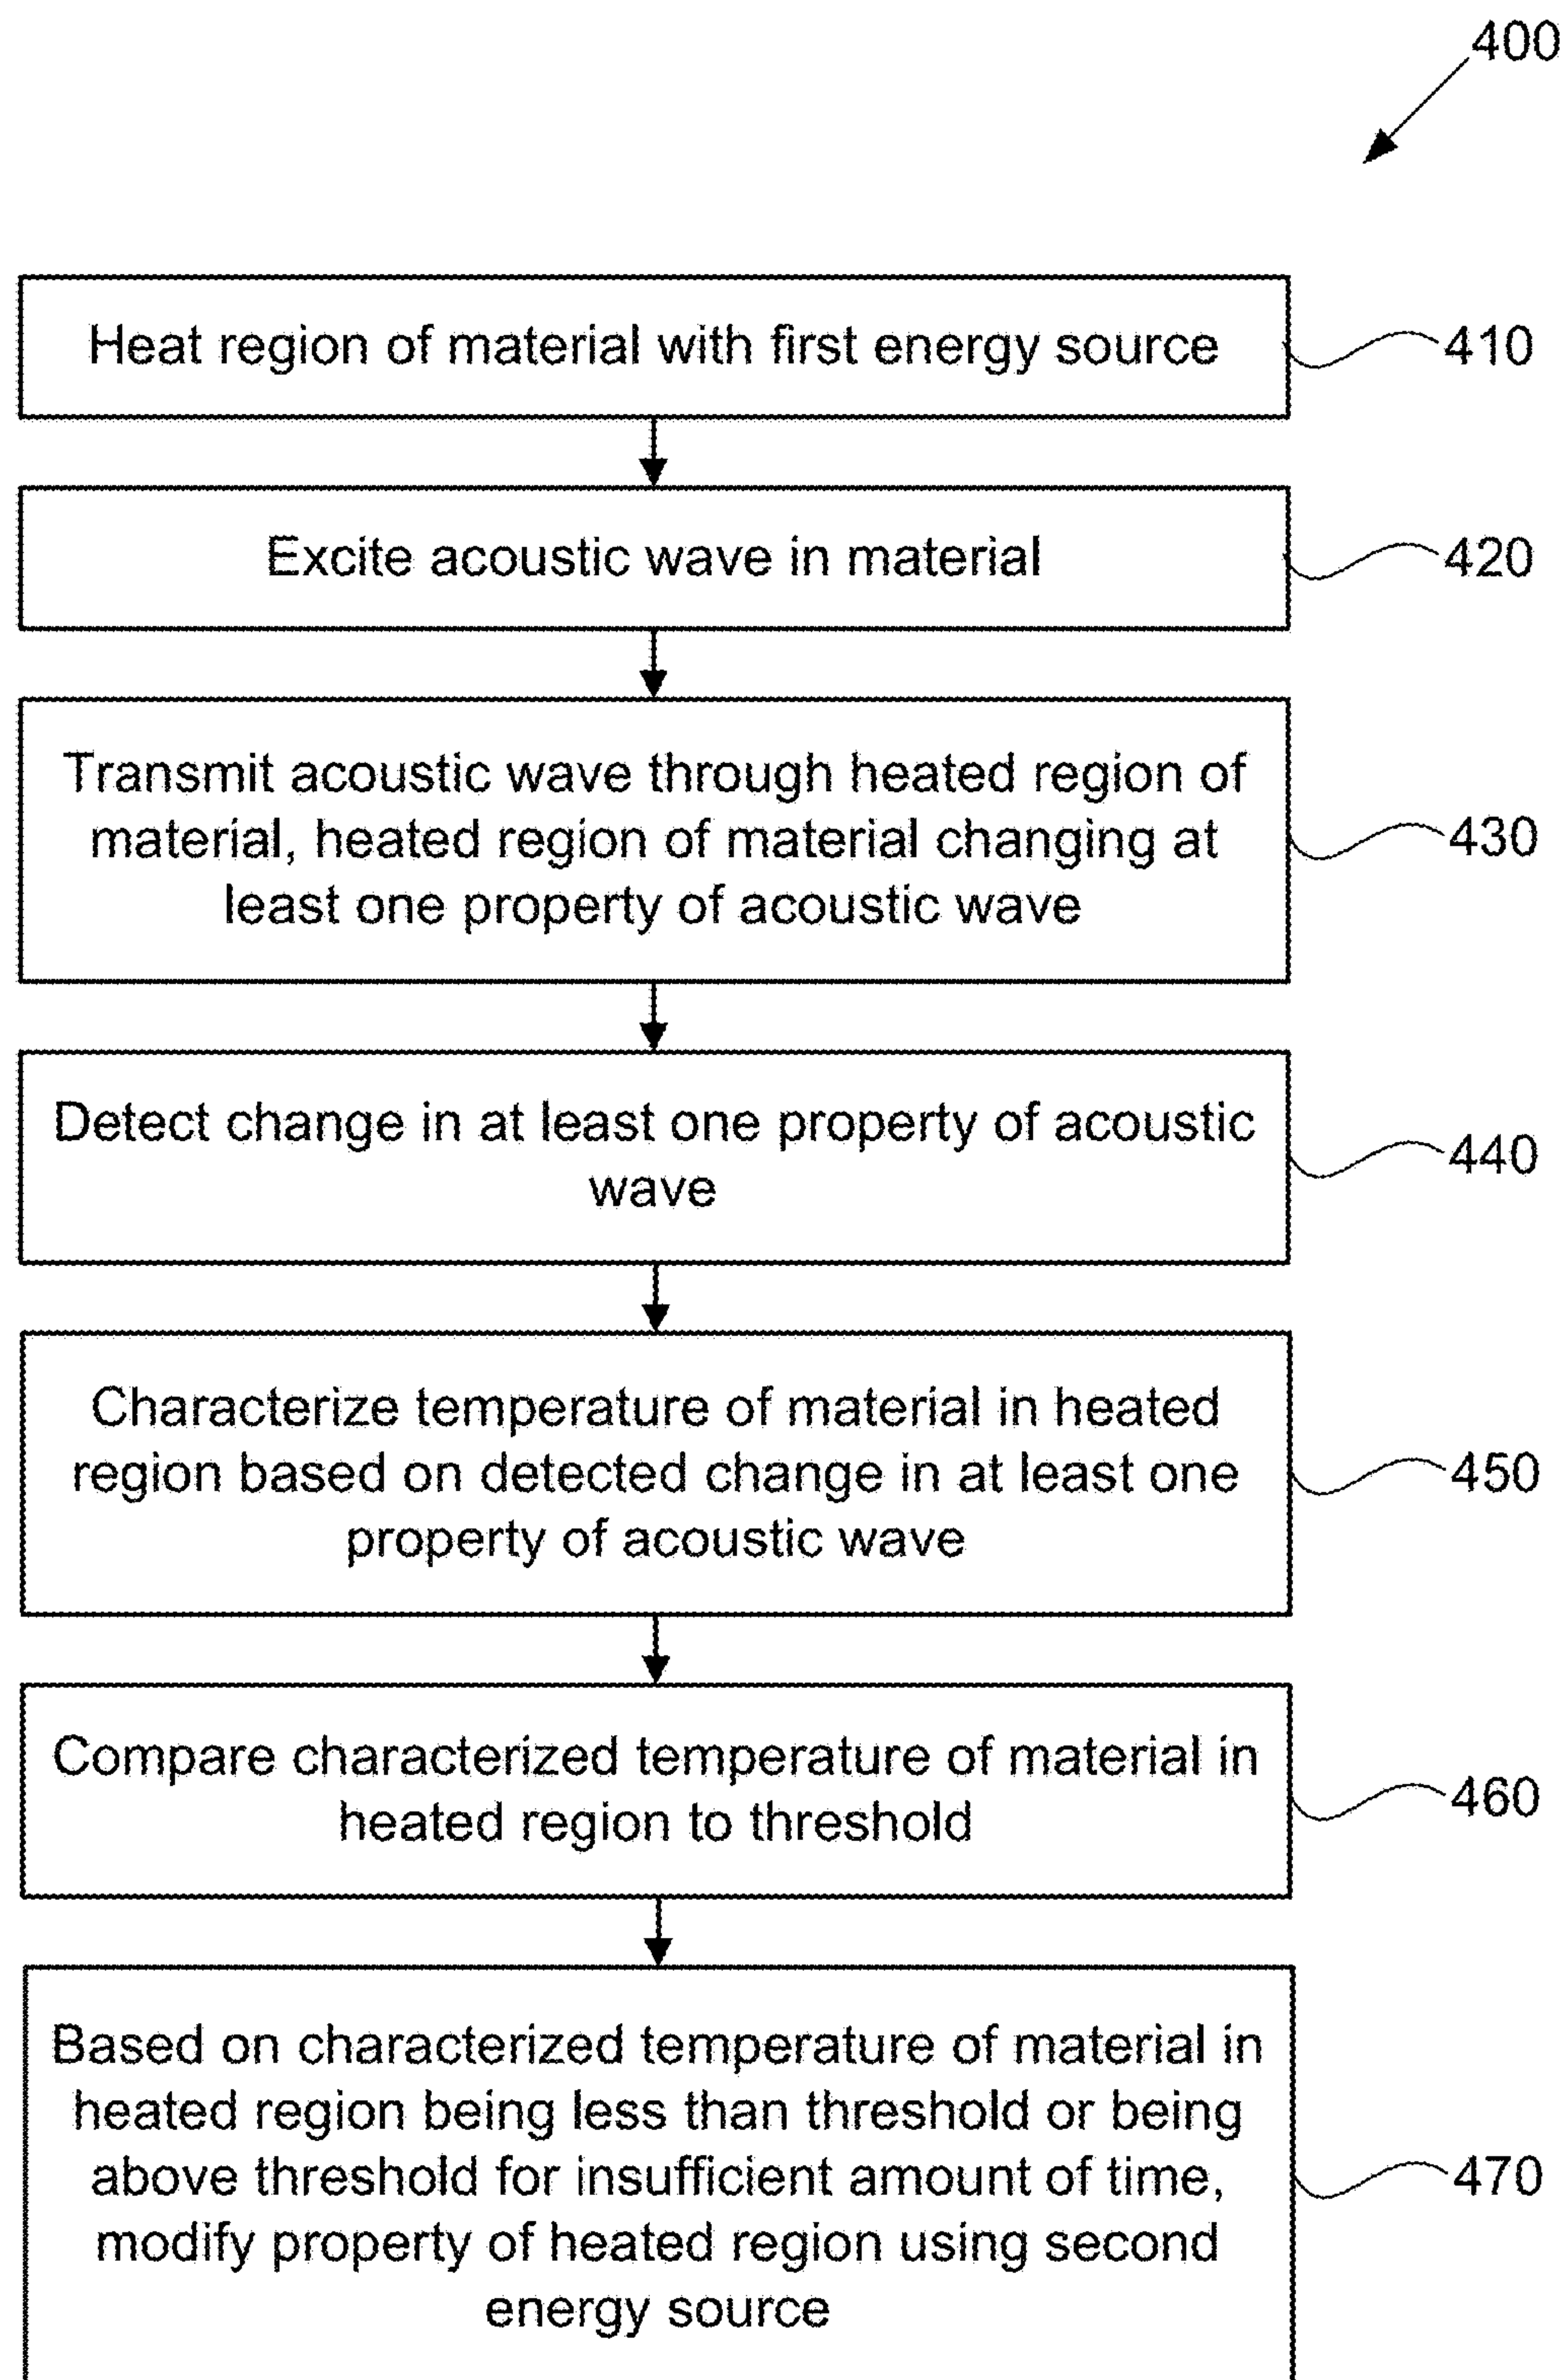 400
Heat region of material with first energy source
410
Excite acoustic wave in material
420
Transmit acoustic wave through heated region of
material, heated region of material changing at
least one property of acoustic wave
430
Detect change in at least one property of acoustic
wave
440
Characterize temperature of material in heated
region based on detected change in at least one
property of acoustic wave
450
Compare characterized temperature of material in
heated region to threshold
460
Based on characterized temperature of material in
heated region being less than threshold or being
above threshold for insufficient amount of time,
modify property of heated region using second
energy source
470